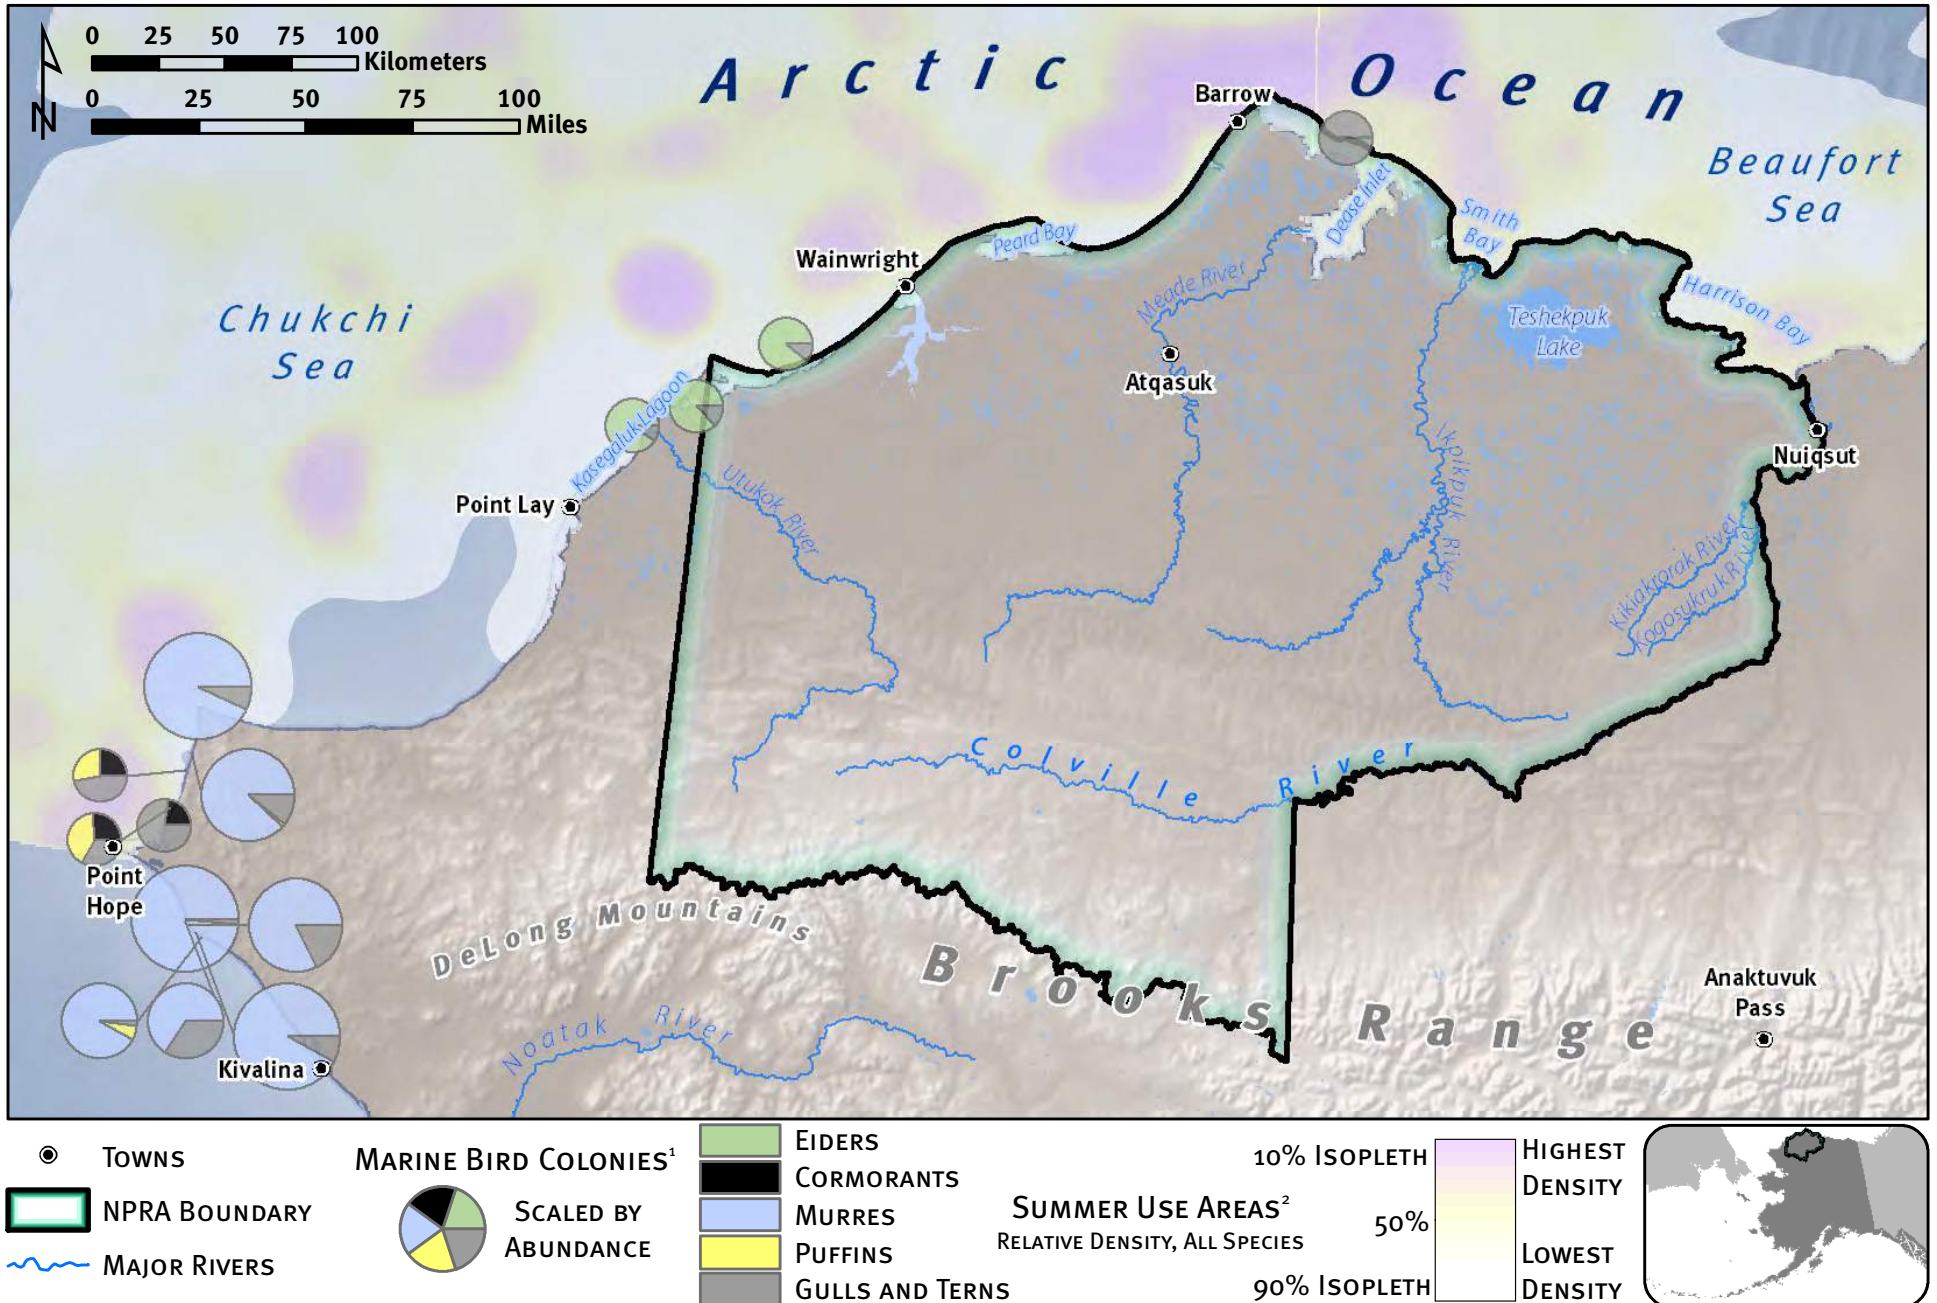 0 25 50 75 100
Kilometers
0 25 50 75 100
Miles
N
Arctic Ocean
Barrow
Beaufort
Sea
Dease Inlet
Smith
Bay
Peard Bay
Wainwright
Meade River
Harrison Bay
Teshekpuk
Lake
Chukchi
Sea
Atqasuk
Kasegaluk Lagoon
Nuiqsut
Point Lay
Utukok River
Ikpikpuk River
Kikiakrorak River
Kogosukruk River
Colville River
Point
Hope
DeLong Mountains
Brooks Range
Anaktuvuk
Pass
Noatak River
Kivalina
Towns
NPRA Boundary
Major Rivers
Marine Bird Colonies¹
Scaled by
Abundance
Eiders
Cormorants
Murres
Puffins
Gulls and Terns
Summer Use Areas²
Relative Density, All Species
10% Isopleth
50%
90% Isopleth
Highest
Density
Lowest
Density